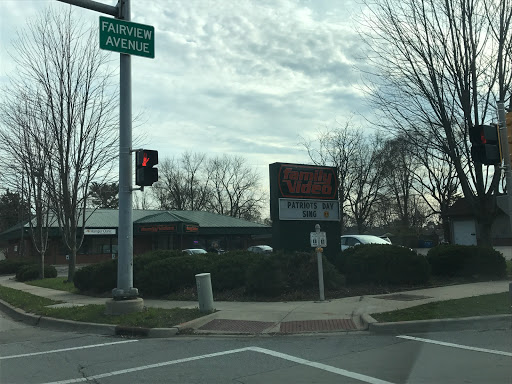 FAIRVIEW
AVENUE
family
VIDEO
PATRIOTS DAY
SING